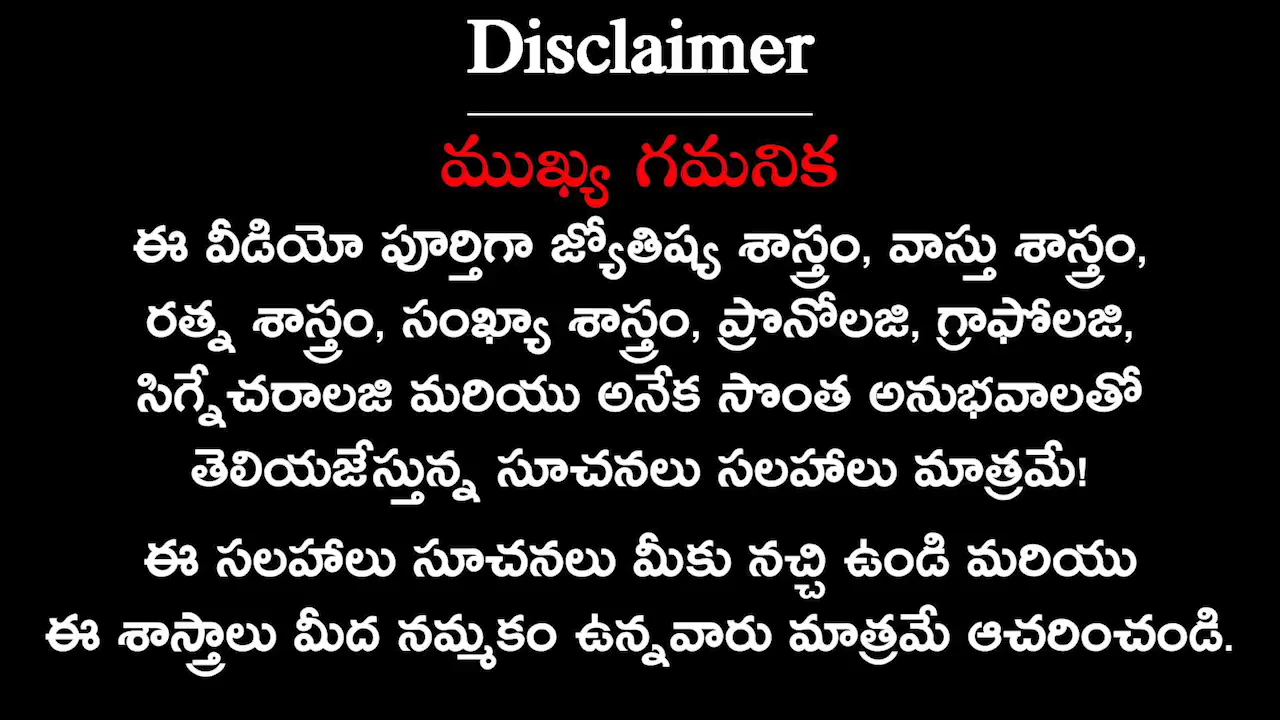 Disclaimer
ముఖ్య గమనిక
ఈ వీడియో పూర్తిగా జ్యోతిష్య శాస్త్రం, వాస్తు శాస్త్రం,
రత్న శాస్త్రం, సంఖ్యా శాస్త్రం, ప్రొనోలజి, గ్రాఫోలజి,
సిగ్నేచరాలజి మరియు అనేక సొంత అనుభవాలతో
తెలియజేస్తున్న సూచనలు సలహాలు మాత్రమే!
ఈ సలహాలు సూచనలు మీకు నచ్చి ఉండి మరియు
ఈ శాస్త్రాలు మీద నమ్మకం ఉన్నవారు మాత్రమే ఆచరించండి.